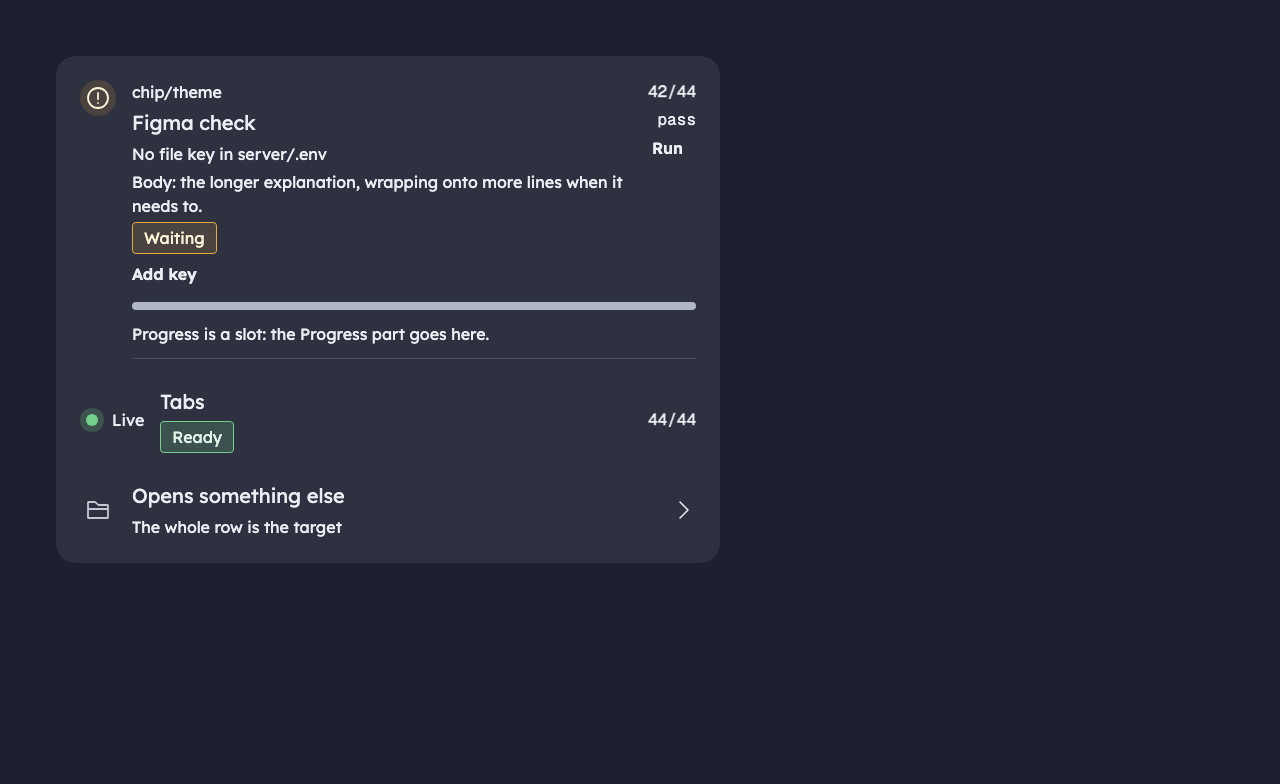 chip/theme
42/44
Figma check
pass
No file key in server/.env
Run
Body: the longer explanation, wrapping onto more lines when it
needs to.
Waiting
Add key
Progress is a slot: the Progress part goes here.
Live
Tabs
44/44
Ready
Opens something else
The whole row is the target